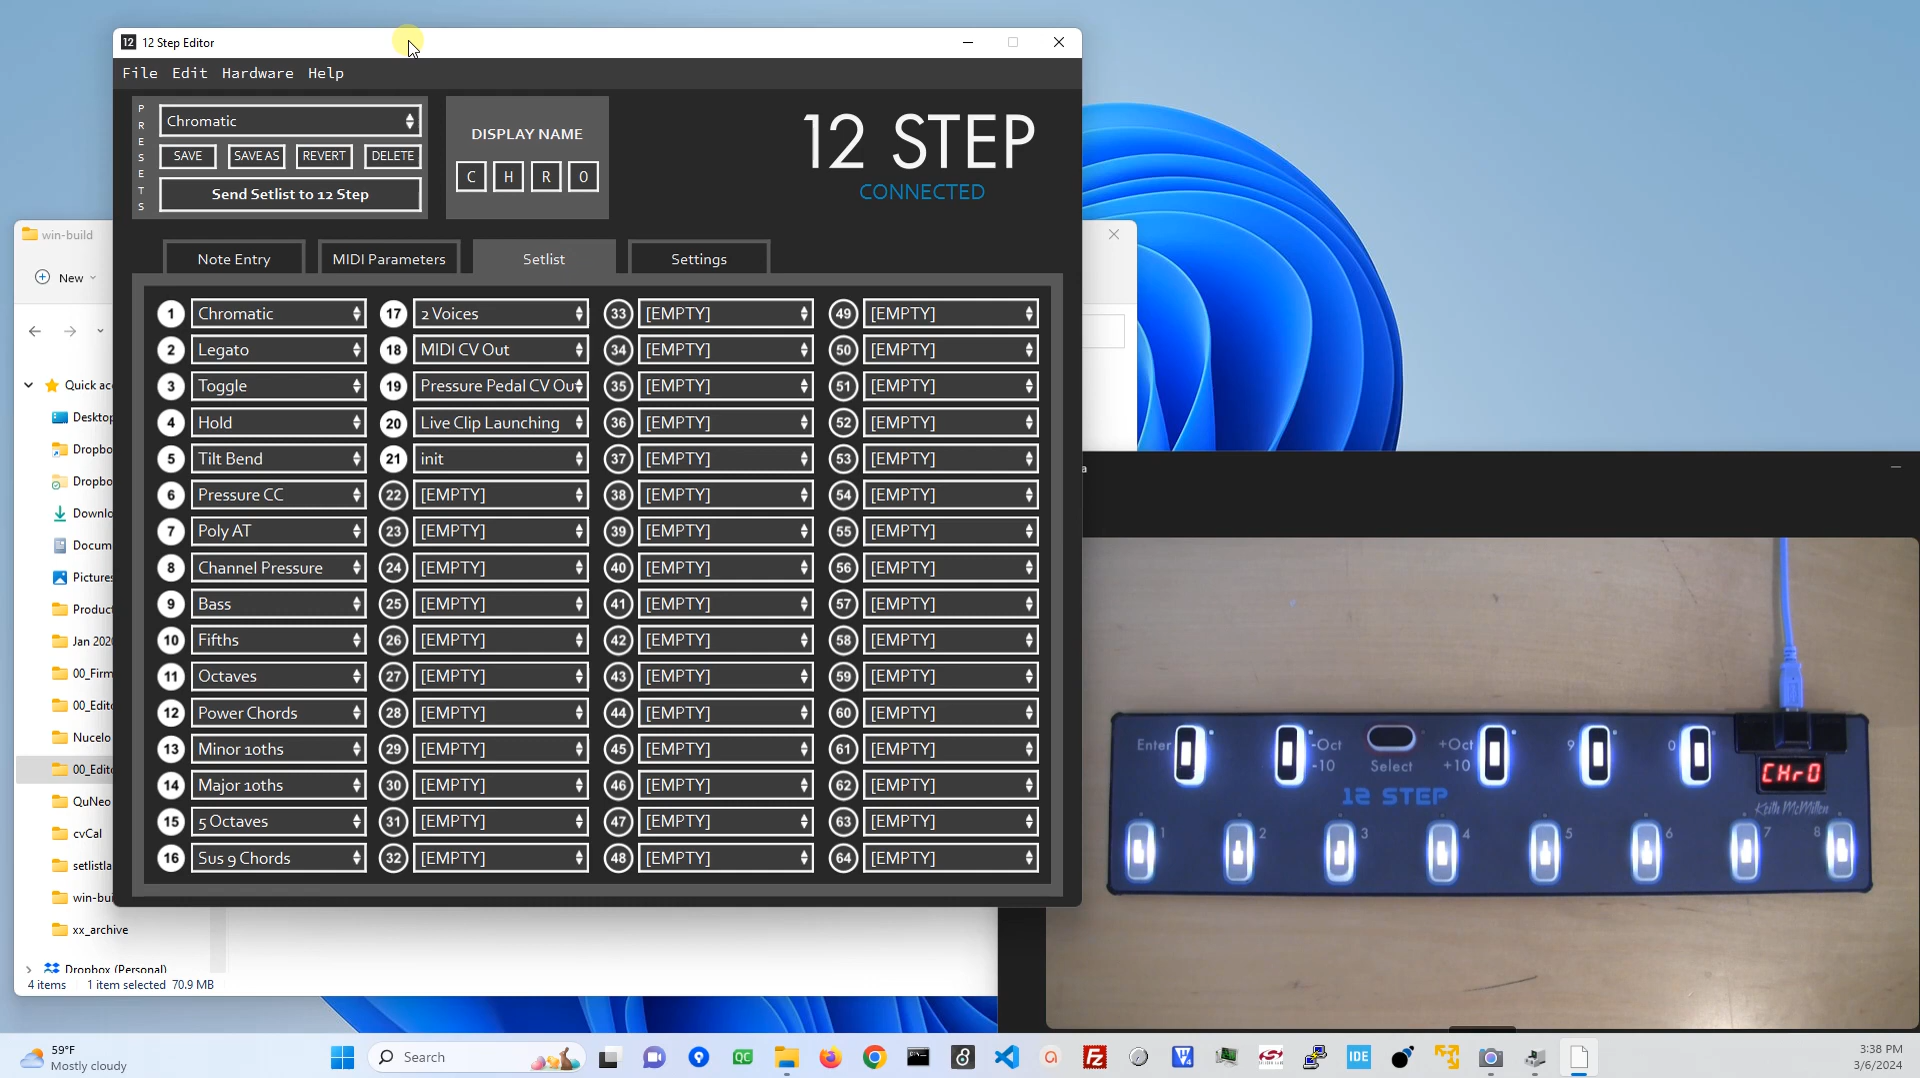 12 Step Editor
File Edit Hardware Help
PRESETS
Chromatic
SAVE SAVE AS REVERT DELETE
Send Setlist to 12 Step
DISPLAY NAME
C H R O
12 STEP
CONNECTED
Note Entry MIDI Parameters Setlist Settings
1 Chromatic 17 2 Voices 33 [EMPTY] 49 [EMPTY]
2 Legato 18 MIDI CV Out 34 [EMPTY] 50 [EMPTY]
3 Toggle 19 Pressure Pedal CV Ou 35 [EMPTY] 51 [EMPTY]
4 Hold 20 Live Clip Launching 36 [EMPTY] 52 [EMPTY]
5 Tilt Bend 21 init 37 [EMPTY] 53 [EMPTY]
6 Pressure CC 22 [EMPTY] 38 [EMPTY] 54 [EMPTY]
7 Poly AT 23 [EMPTY] 39 [EMPTY] 55 [EMPTY]
8 Channel Pressure 24 [EMPTY] 40 [EMPTY] 56 [EMPTY]
9 Bass 25 [EMPTY] 41 [EMPTY] 57 [EMPTY]
10 Fifths 26 [EMPTY] 42 [EMPTY] 58 [EMPTY]
11 Octaves 27 [EMPTY] 43 [EMPTY] 59 [EMPTY]
12 Power Chords 28 [EMPTY] 44 [EMPTY] 60 [EMPTY]
13 Minor 10ths 29 [EMPTY] 45 [EMPTY] 61 [EMPTY]
14 Major 10ths 30 [EMPTY] 46 [EMPTY] 62 [EMPTY]
15 5 Octaves 31 [EMPTY] 47 [EMPTY] 63 [EMPTY]
16 Sus 9 Chords 32 [EMPTY] 48 [EMPTY] 64 [EMPTY]
win-build
New
Quick ac
Desktop
Dropbo
Dropbo
Downlo
Docum
Pictures
Product
Jan 202
00_Firm
00_Edito
Nucleo
00_Edito
QuNeo
cvCal
setlistla
win-bui
xx_archive
Dropbox (Personal)
4 items 1 item selected 70.9 MB
a
Enter -Oct -10 Select +Oct +10 9 0
CHrO
12 STEP
Keith McMillen
1 2 3 4 5 6 7 8
59°F
Mostly cloudy
Search
QC
IDE
3:38 PM
3/6/2024